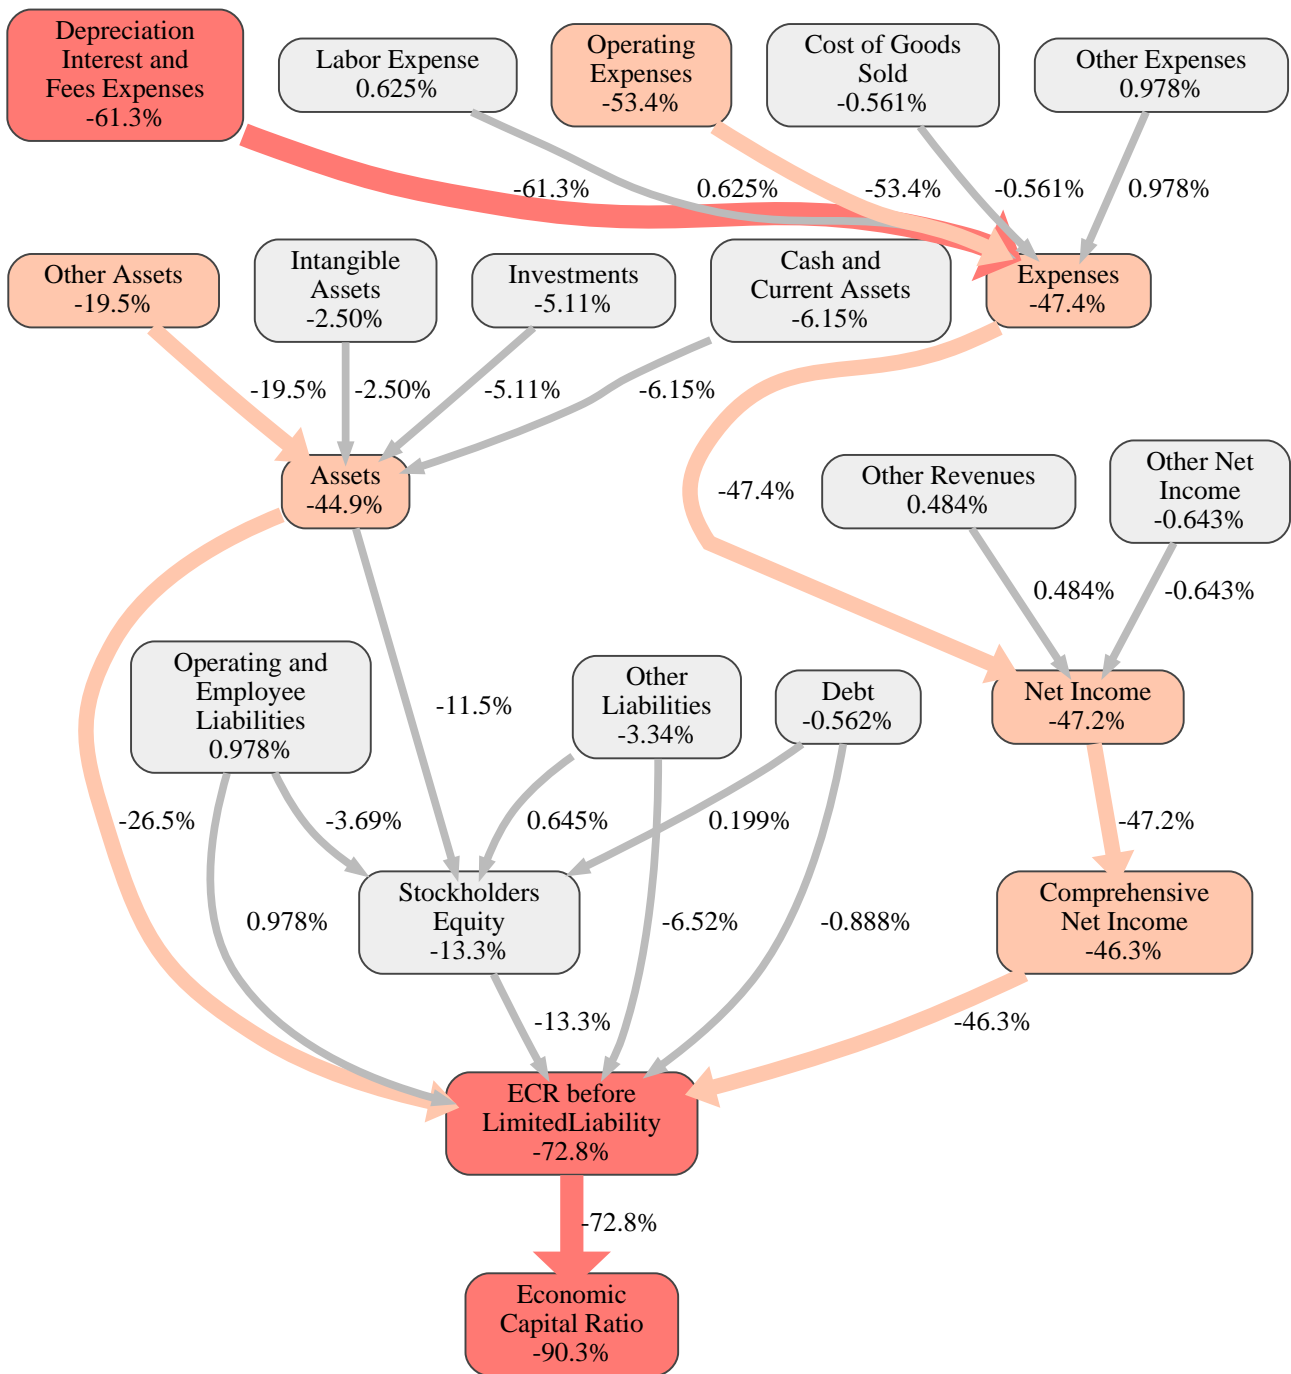 Depreciation
Interest and
Fees Expenses
-61.3%
Labor Expense
0.625%
Operating
Expenses
-53.4%
Cost of Goods
Sold
-0.561%
Other Expenses
0.978%
-61.3%
0.625%
-53.4%
-0.561%
0.978%
Other Assets
-19.5%
Intangible
Assets
-2.50%
Investments
-5.11%
Cash and
Current Assets
-6.15%
Expenses
-47.4%
-19.5%
-2.50%
-5.11%
-6.15%
-47.4%
Assets
-44.9%
Other Revenues
0.484%
Other Net
Income
-0.643%
0.484%
-0.643%
Operating and
Employee
Liabilities
0.978%
-11.5%
Other
Liabilities
-3.34%
Debt
-0.562%
Net Income
-47.2%
-26.5%
-3.69%
0.645%
0.199%
-47.2%
0.978%
Stockholders
Equity
-13.3%
-6.52%
-0.888%
Comprehensive
Net Income
-46.3%
-13.3%
-46.3%
ECR before
LimitedLiability
-72.8%
-72.8%
Economic
Capital Ratio
-90.3%